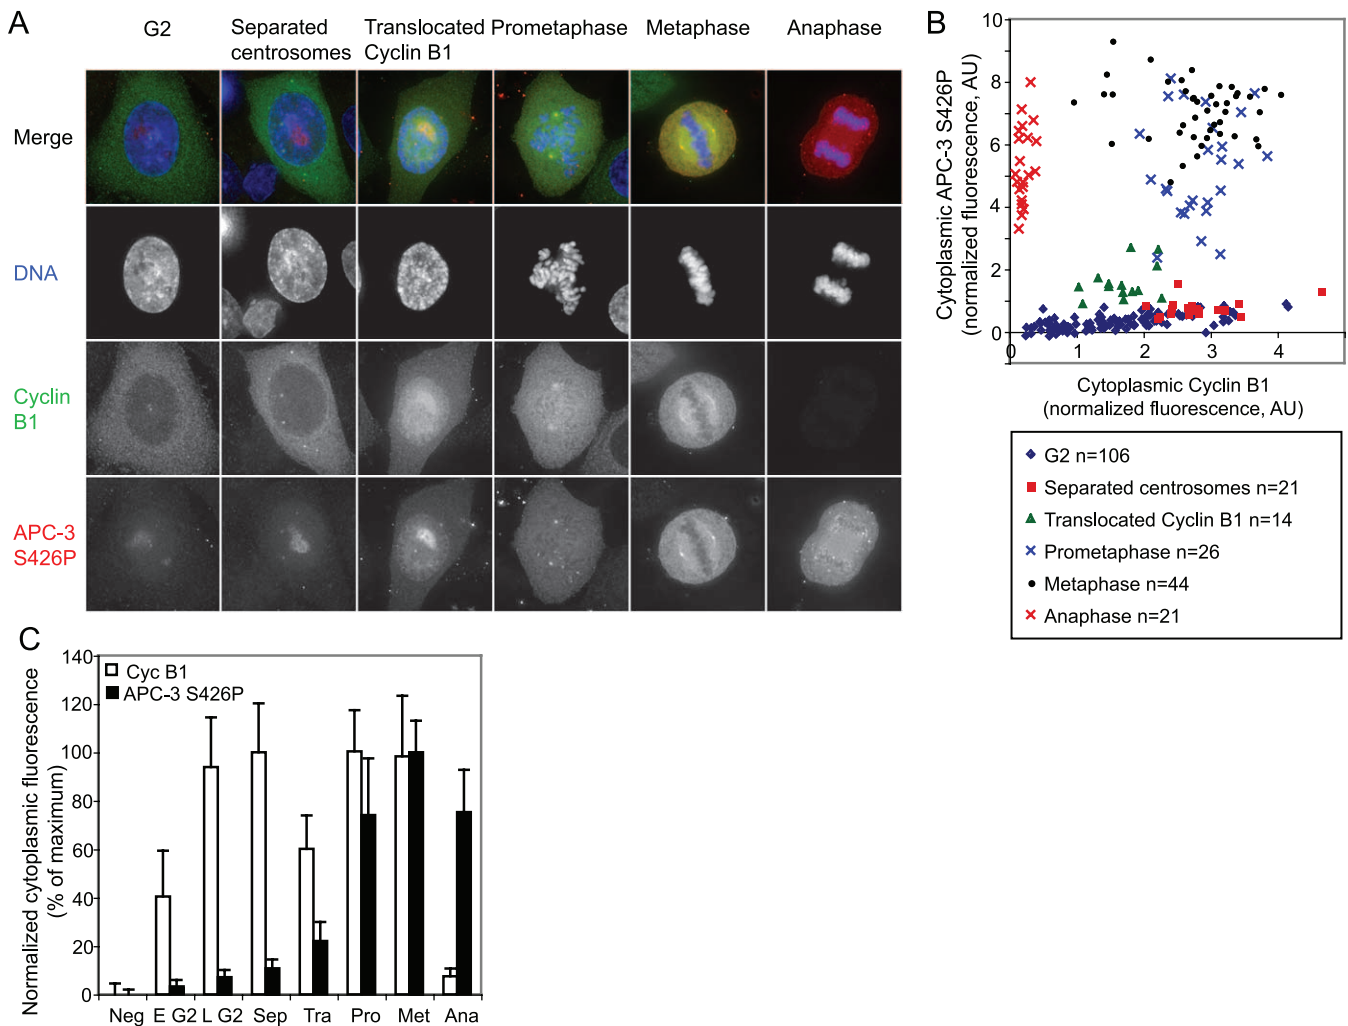 A
G2
Separated
centrosomes
Translocated
Cyclin B1
Prometaphase
Metaphase
Anaphase
Merge
DNA
Cyclin
B1
APC-3
S426P
B
Cytoplasmic APC-3 S426P
(normalized fluorescence, AU)
10
8
6
4
2
0
0 1 2 3 4
Cytoplasmic Cyclin B1
(normalized fluorescence, AU)
G2 n=106
Separated centrosomes n=21
Translocated Cyclin B1 n=14
Prometaphase n=26
Metaphase n=44
Anaphase n=21
C
Normalized cytoplasmic fluorescence
(% of maximum)
140
120
100
80
60
40
20
0
Cyc B1
APC-3 S426P
Neg E G2 L G2 Sep Tra Pro Met Ana